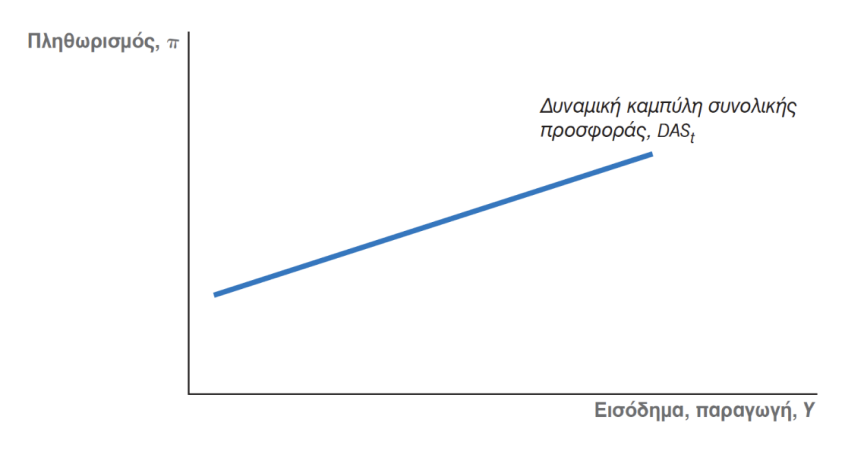 Πληθωρισμός, π
Δυναμική καμπύλη συνολικής
προσφοράς, DASt
Εισόδημα, παραγωγή, Y